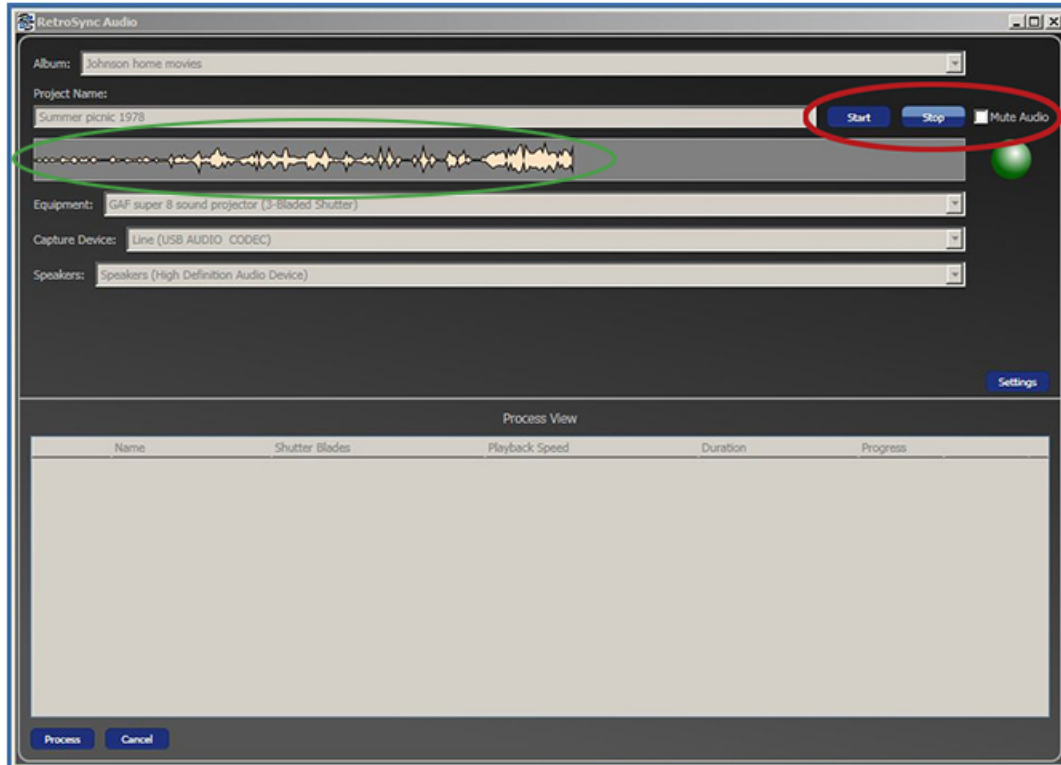 RetroSync Audio
Album: Johnson home movies
Project Name:
Summer picnic 1978 Start Stop Mute Audio
Equipment: GAF super 8 sound projector (3-Bladed Shutter)
Capture Device: Line (USB AUDIO CODEC)
Speakers: Speakers (High Definition Audio Device)
Settings
Process View
Name Shutter Blades Playback Speed Duration Progress
Process Cancel